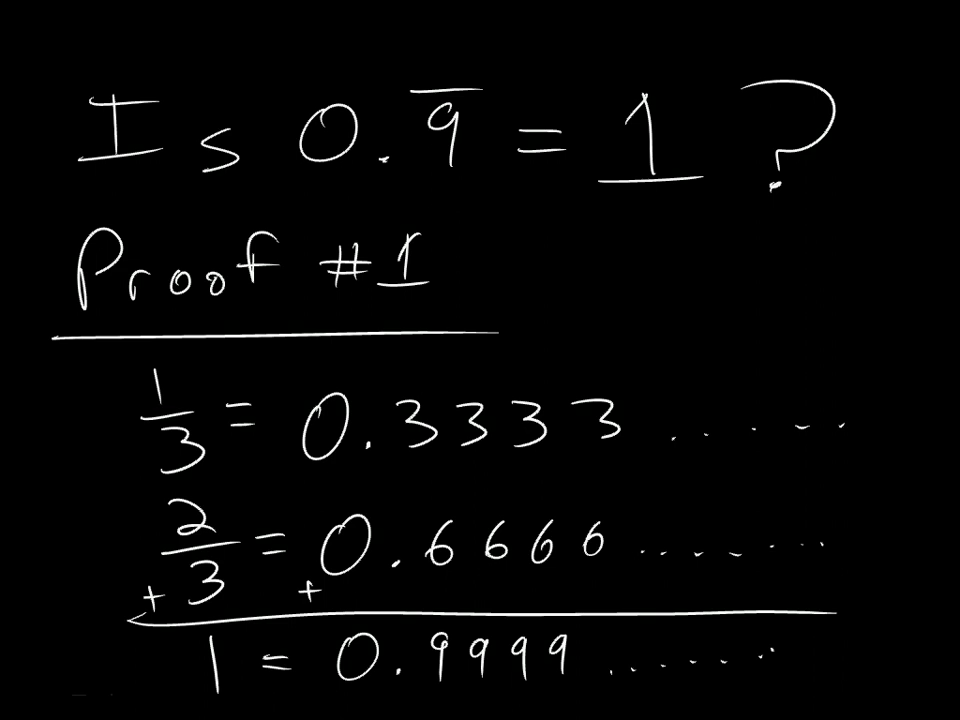 Is 0.9̅ = 1 ?
Proof #1
1/3 = 0.3333 ......
2/3 = 0.6666 ......
+ +
1 = 0.9999 ......